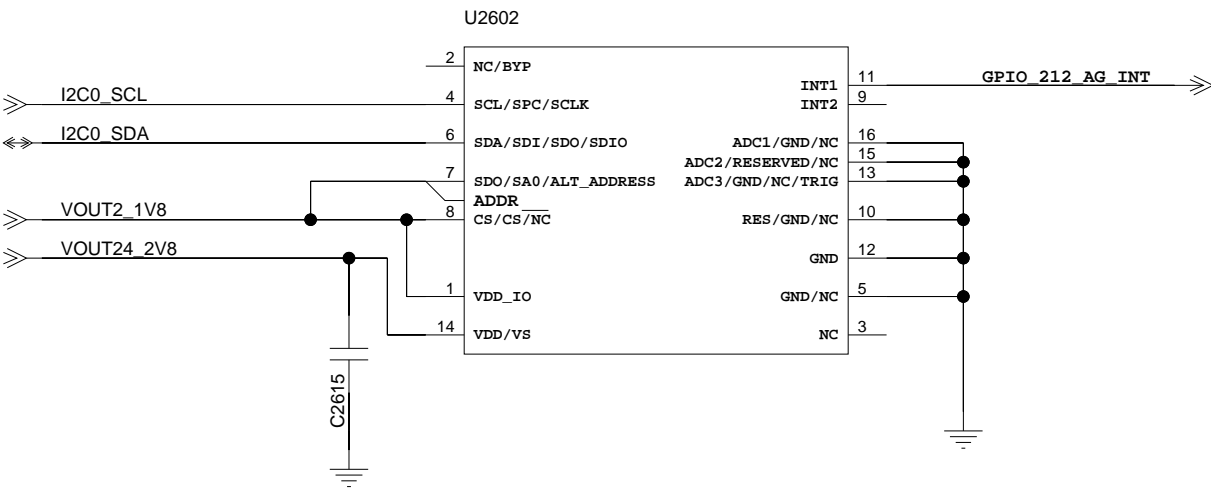 U2602
2 NC/BYP
I2C0_SCL 4 SCL/SPC/SCLK
I2C0_SDA 6 SDA/SDI/SDO/SDIO
7 SDO/SA0/ALT_ADDRESS
ADDR
VOUT2_1V8 8 CS/CS/NC
VOUT24_2V8
1 VDD_IO
14 VDD/VS
C2615
INT1 11 GPIO_212_AG_INT
INT2 9
ADC1/GND/NC 16
ADC2/RESERVED/NC 15
ADC3/GND/NC/TRIG 13
RES/GND/NC 10
GND 12
GND/NC 5
NC 3